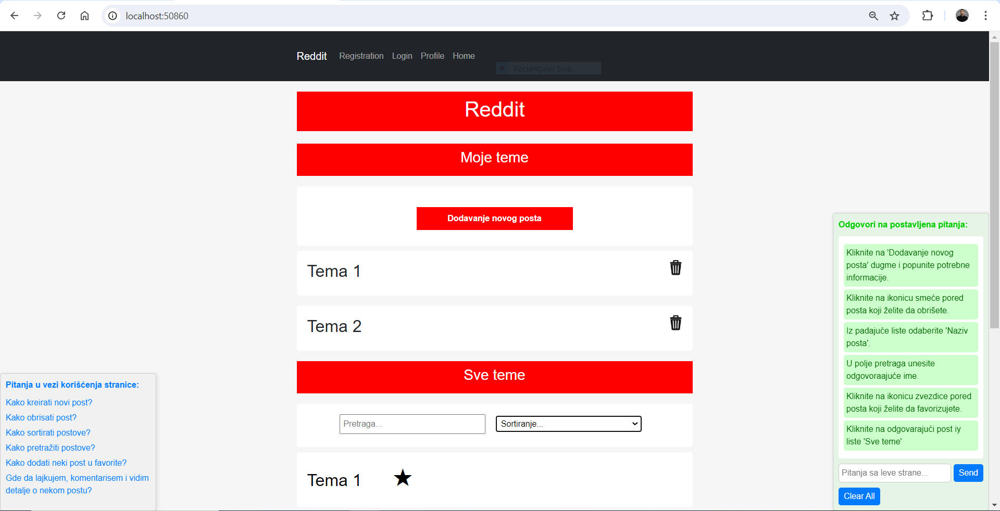 localhost:50860
Reddit Registration Login Profile Home
Rectangular Snip
Reddit
Moje teme
Dodavanje novog posta
Tema 1
Tema 2
Sve teme
Pretraga...
Sortiranje...
Tema 1
Pitanja u vezi korišćenja stranice:
Kako kreirati novi post?
Kako obrisati post?
Kako sortirati postove?
Kako pretražiti postove?
Kako dodati neki post u favorite?
Gde da lajkujem, komentarisem i vidim
detalje o nekom postu?
Odgovori na postavljena pitanja:
Kliknite na 'Dodavanje novog
posta' dugme i popunite potrebne
informacije.
Kliknite na ikonicu smeće pored
posta koji želite da obrišete.
Iz padajuće liste odaberite 'Naziv
posta'.
U polje pretraga unesite
odgovoraajuće ime.
Kliknite na ikonicu zvezdice pored
posta koji želite da favorizujete.
Kliknite na odgovarajući post iy
liste 'Sve teme'
Pitanja sa leve strane...
Send
Clear All